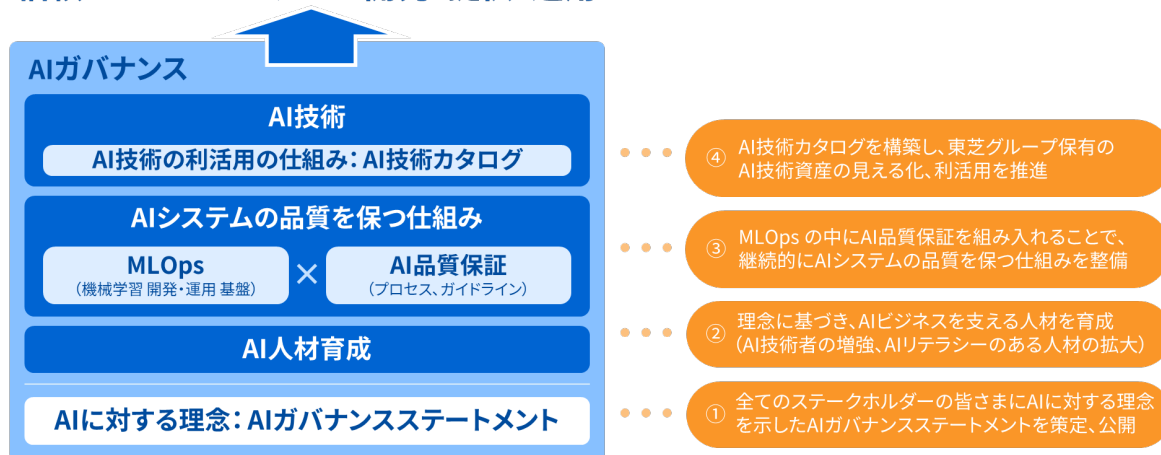 AIガバナンス
AI技術
AI技術の利活用の仕組み：AI技術カタログ
④ AI技術カタログを構築し、東芝グループ保有の
AI技術資産の見える化、利活用を推進
AIシステムの品質を保つ仕組み
MLOps
（機械学習 開発・運用 基盤）
×
AI品質保証
（プロセス、ガイドライン）
③ MLOps の中にAI品質保証を組み入れることで、
継続的にAIシステムの品質を保つ仕組みを整備
AI人材育成
② 理念に基づき、AIビジネスを支える人材を育成
（AI技術者の増強、AIリテラシーのある人材の拡大）
AIに対する理念：AIガバナンスステートメント
① 全てのステークホルダーの皆さまにAIに対する理念
を示したAIガバナンスステートメントを策定、公開